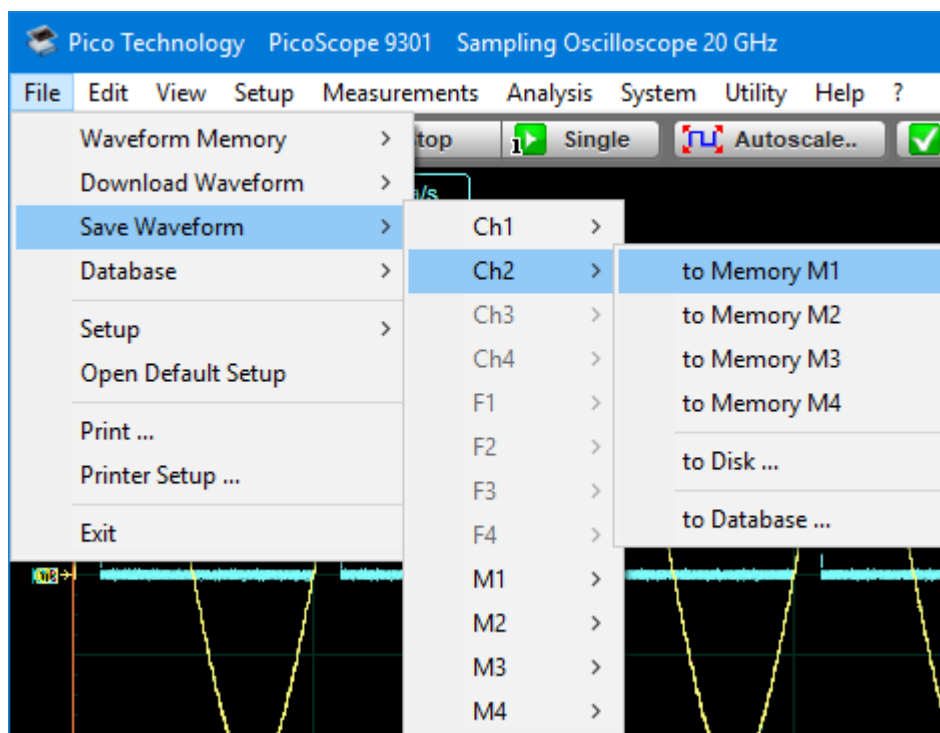 Pico Technology PicoScope 9301 Sampling Oscilloscope 20 GHz
File Edit View Setup Measurements Analysis System Utility Help ?
Single Autoscale..
Waveform Memory
Download Waveform
Save Waveform
Database
Setup
Open Default Setup
Print ...
Printer Setup ...
Exit
Ch1
Ch2
Ch3
Ch4
F1
F2
F3
F4
M1
M2
M3
M4
to Memory M1
to Memory M2
to Memory M3
to Memory M4
to Disk ...
to Database ...